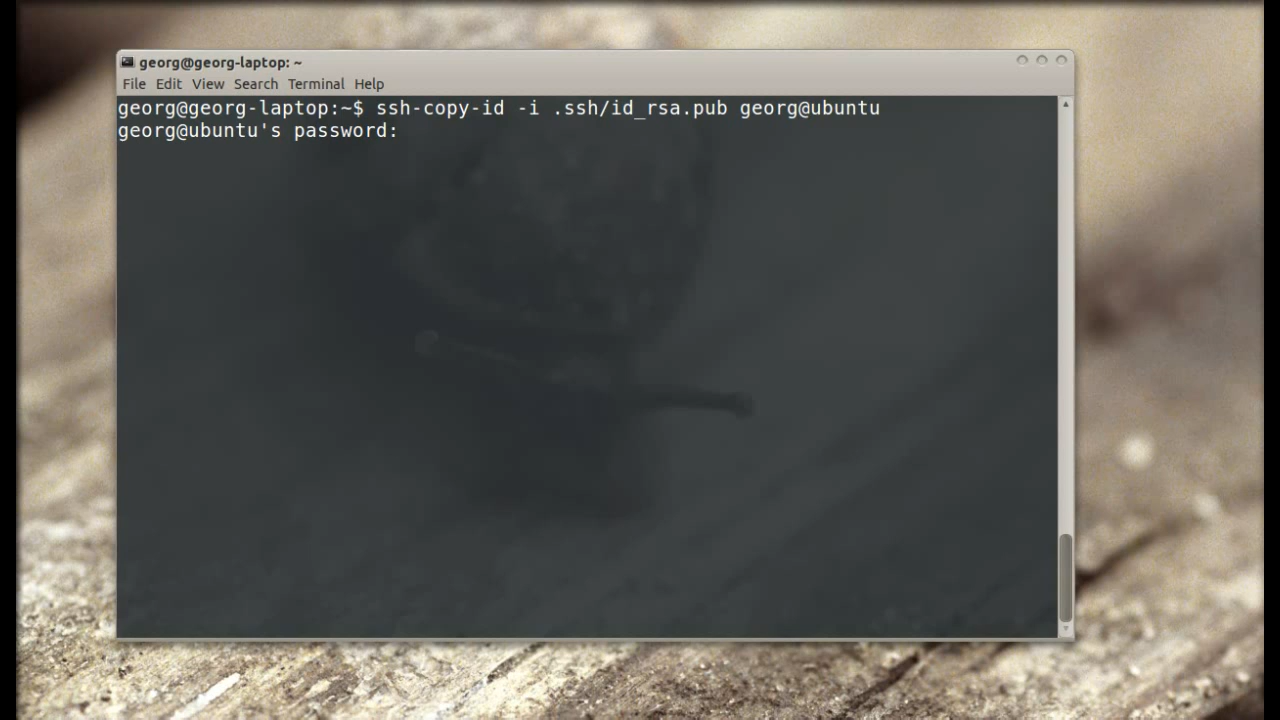 georg@georg-laptop: ~
File Edit View Search Terminal Help
georg@georg-laptop:~$ ssh-copy-id -i .ssh/id_rsa.pub georg@ubuntu
georg@ubuntu's password: